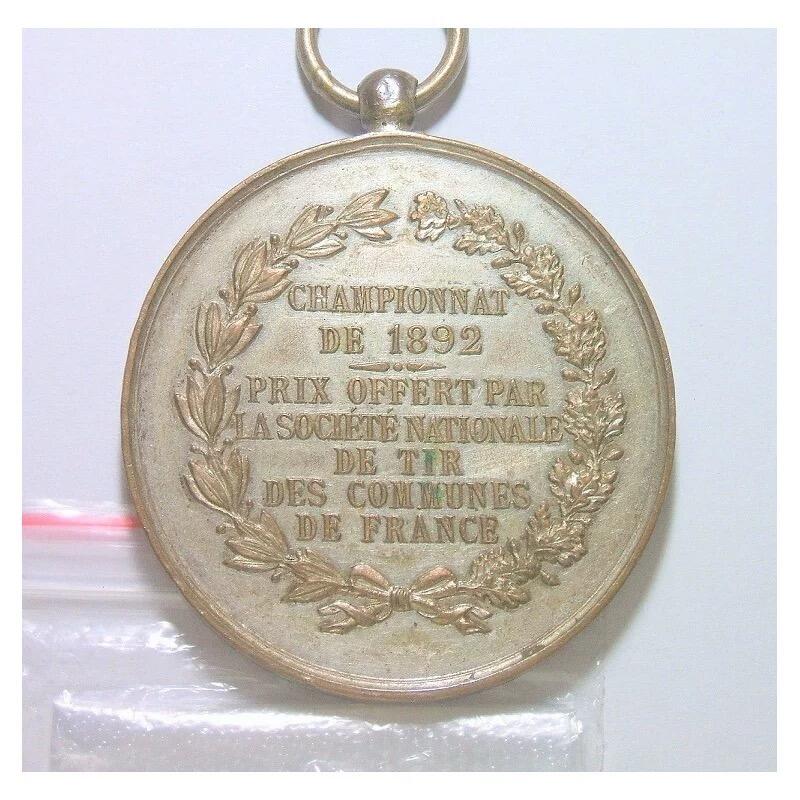 CHAMPIONNAT
DE 1892
PRIX OFFERT PAR
LA SOCIÉTÉ NATIONALE
DE TIR
DES COMMUNES
DE FRANCE